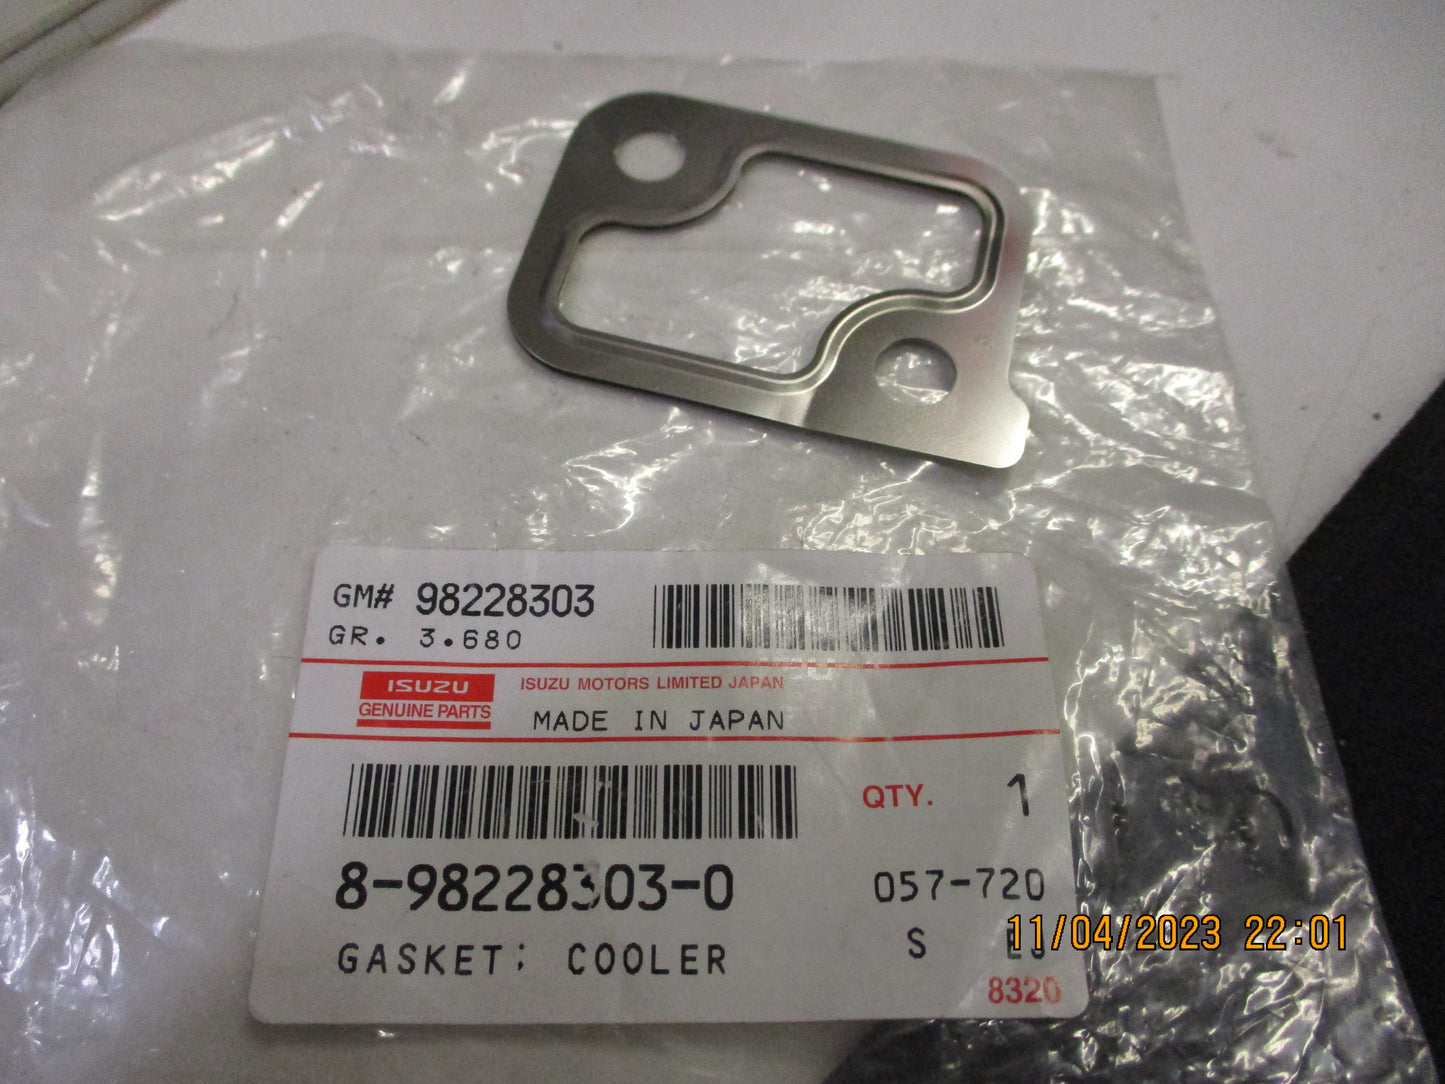 GM# 98228303
GR. 3.680
ISUZU
GENUINE PARTS
ISUZU MOTORS LIMITED JAPAN
MADE IN JAPAN
QTY. 1
8-98228303-0
057-720
GASKET; COOLER
S
11/04/2023 22:01
8320